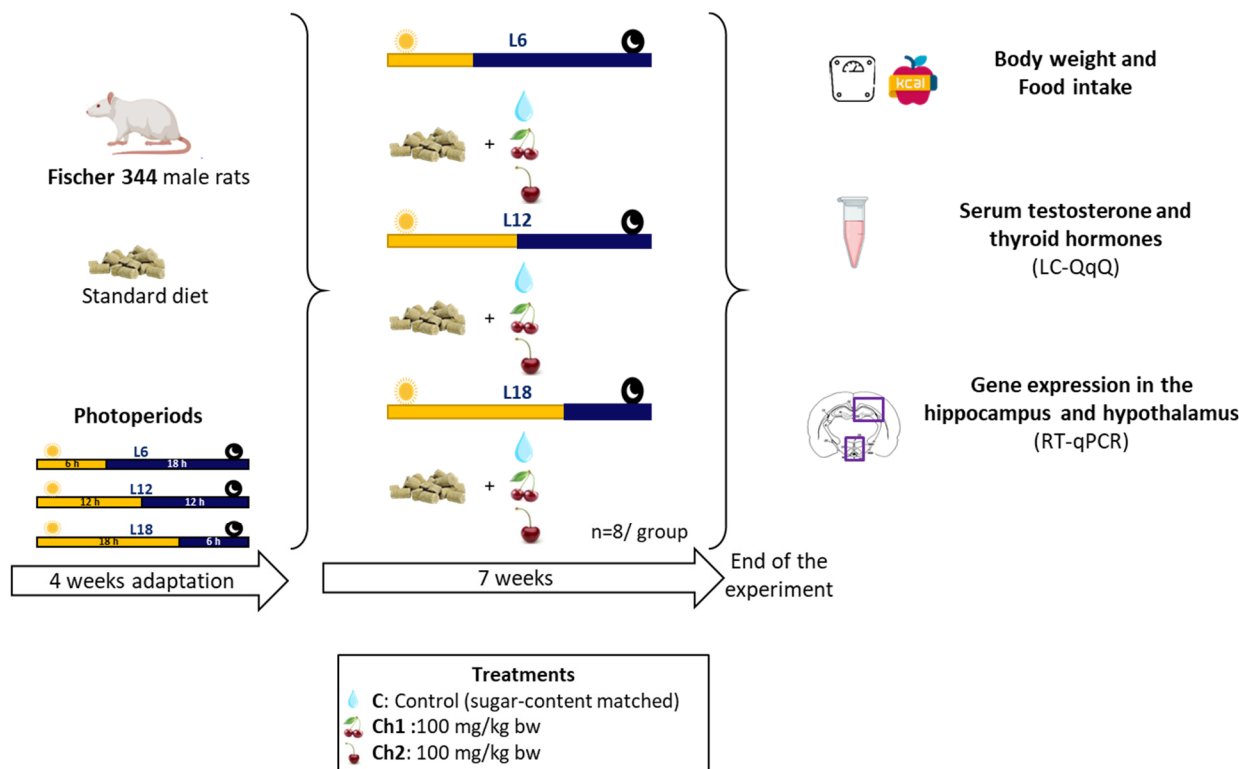 Fischer 344 male rats
Standard diet
Photoperiods
L6
6 h
18 h
L12
12 h
12 h
L18
18 h
6 h
4 weeks adaptation
L6
+
L12
+
L18
+
n=8/ group
7 weeks
End of the
experiment
Body weight and
Food intake
kcal
Serum testosterone and
thyroid hormones
(LC-QqQ)
Gene expression in the
hippocampus and hypothalamus
(RT-qPCR)
Treatments
C: Control (sugar-content matched)
Ch1 :100 mg/kg bw
Ch2: 100 mg/kg bw